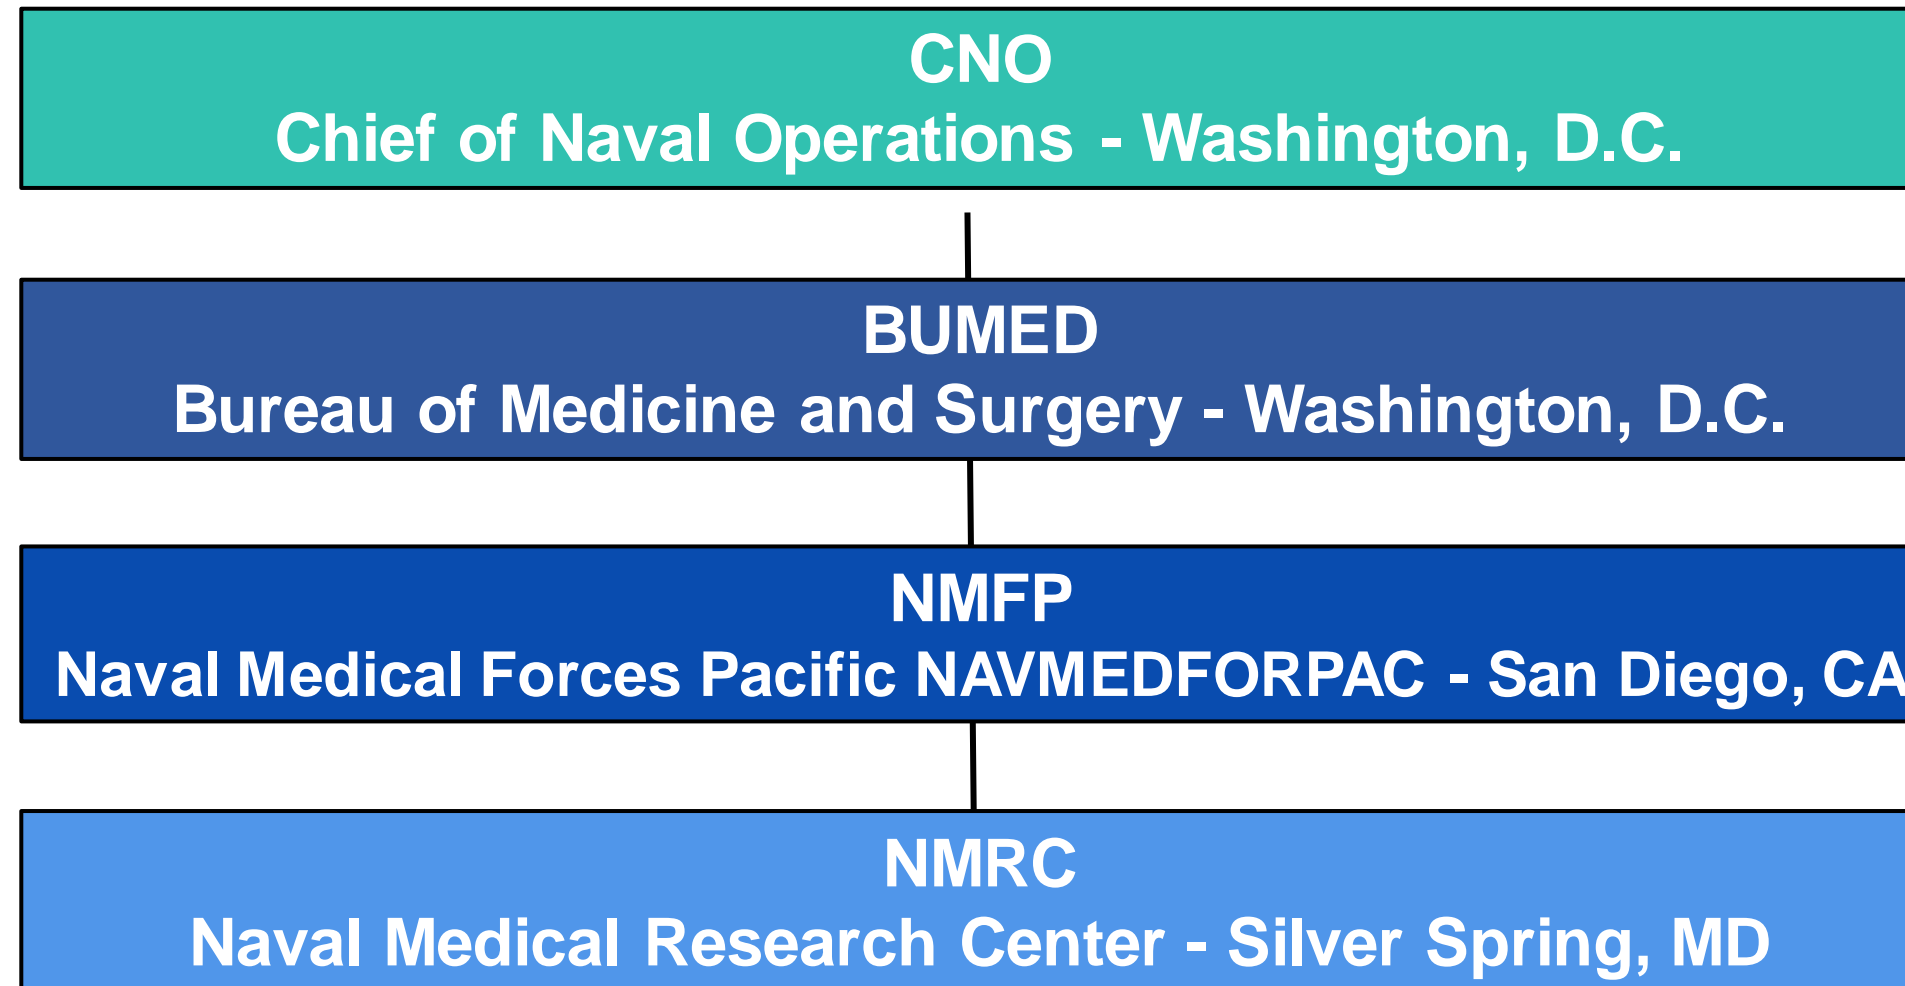 CNO
Chief of Naval Operations - Washington, D.C.
BUMED
Bureau of Medicine and Surgery - Washington, D.C.
NMFP
Naval Medical Forces Pacific NAVMEDFORPAC - San Diego, CA
NMRC
Naval Medical Research Center - Silver Spring, MD